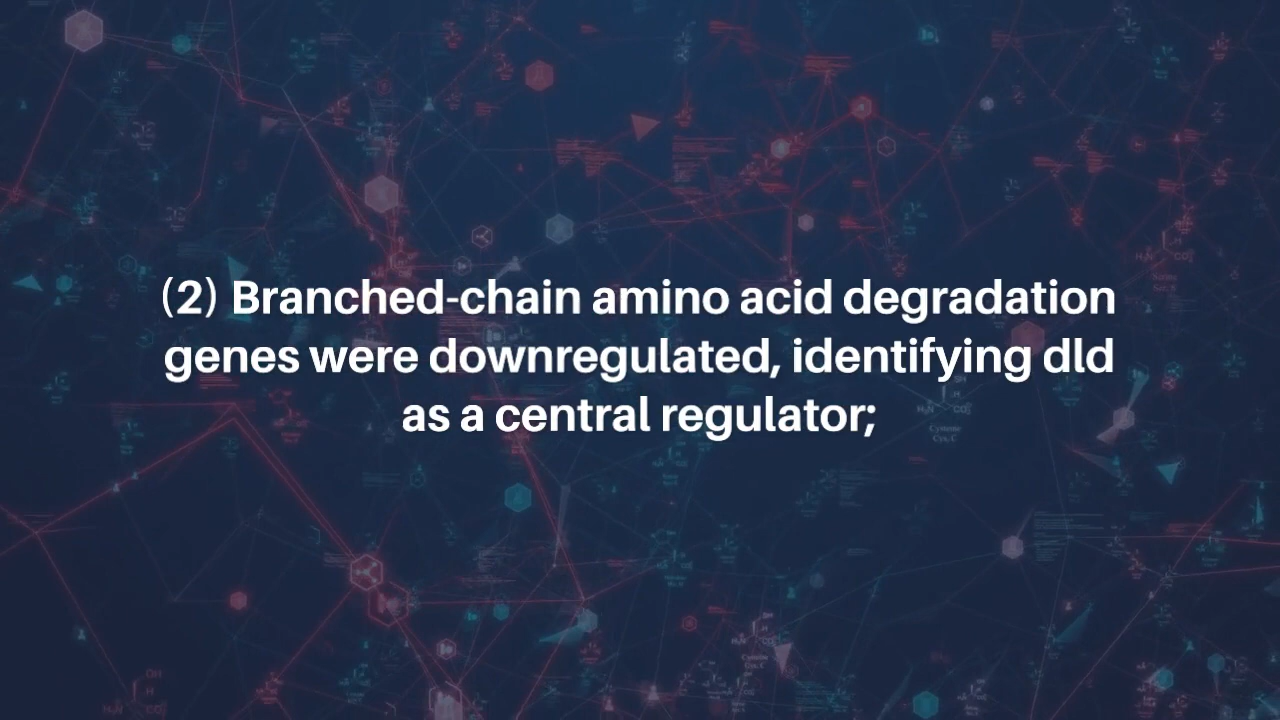 (2) Branched-chain amino acid degradation
genes were downregulated, identifying dld
as a central regulator;